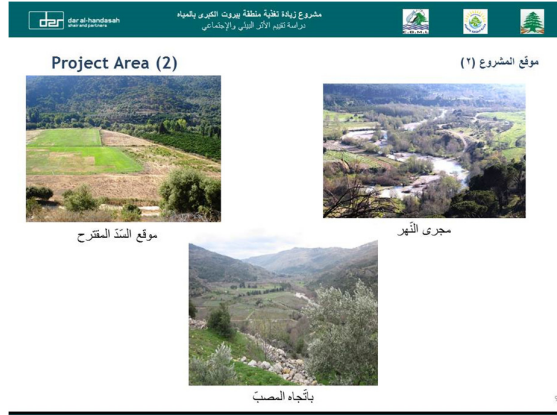 dar al-handasah
shair and partners
مشروع زيادة تغذية منطقة بيروت الكبرى بالمياه
دراسة تقييم الأثر البيئي والإجتماعي
Project Area (2)
موقع المشروع (٢)
موقع السّدّ المقترح
مجرى النّهر
باتّجاه المصبّ